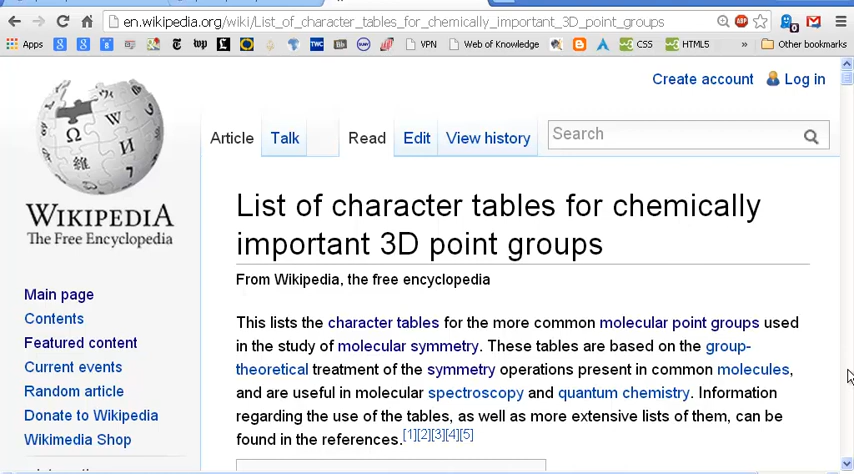 en.wikipedia.org/wiki/List_of_character_tables_for_chemically_important_3D_point_groups
Apps VPN Web of Knowledge CSS HTML5 » Other bookmarks
Create account Log in
Article Talk Read Edit View history Search
WIKIPEDIA
The Free Encyclopedia
List of character tables for chemically
important 3D point groups
From Wikipedia, the free encyclopedia
Main page
Contents
Featured content
Current events
Random article
Donate to Wikipedia
Wikimedia Shop
This lists the character tables for the more common molecular point groups used
in the study of molecular symmetry. These tables are based on the group-
theoretical treatment of the symmetry operations present in common molecules,
and are useful in molecular spectroscopy and quantum chemistry. Information
regarding the use of the tables, as well as more extensive lists of them, can be
found in the references.[1][2][3][4][5]